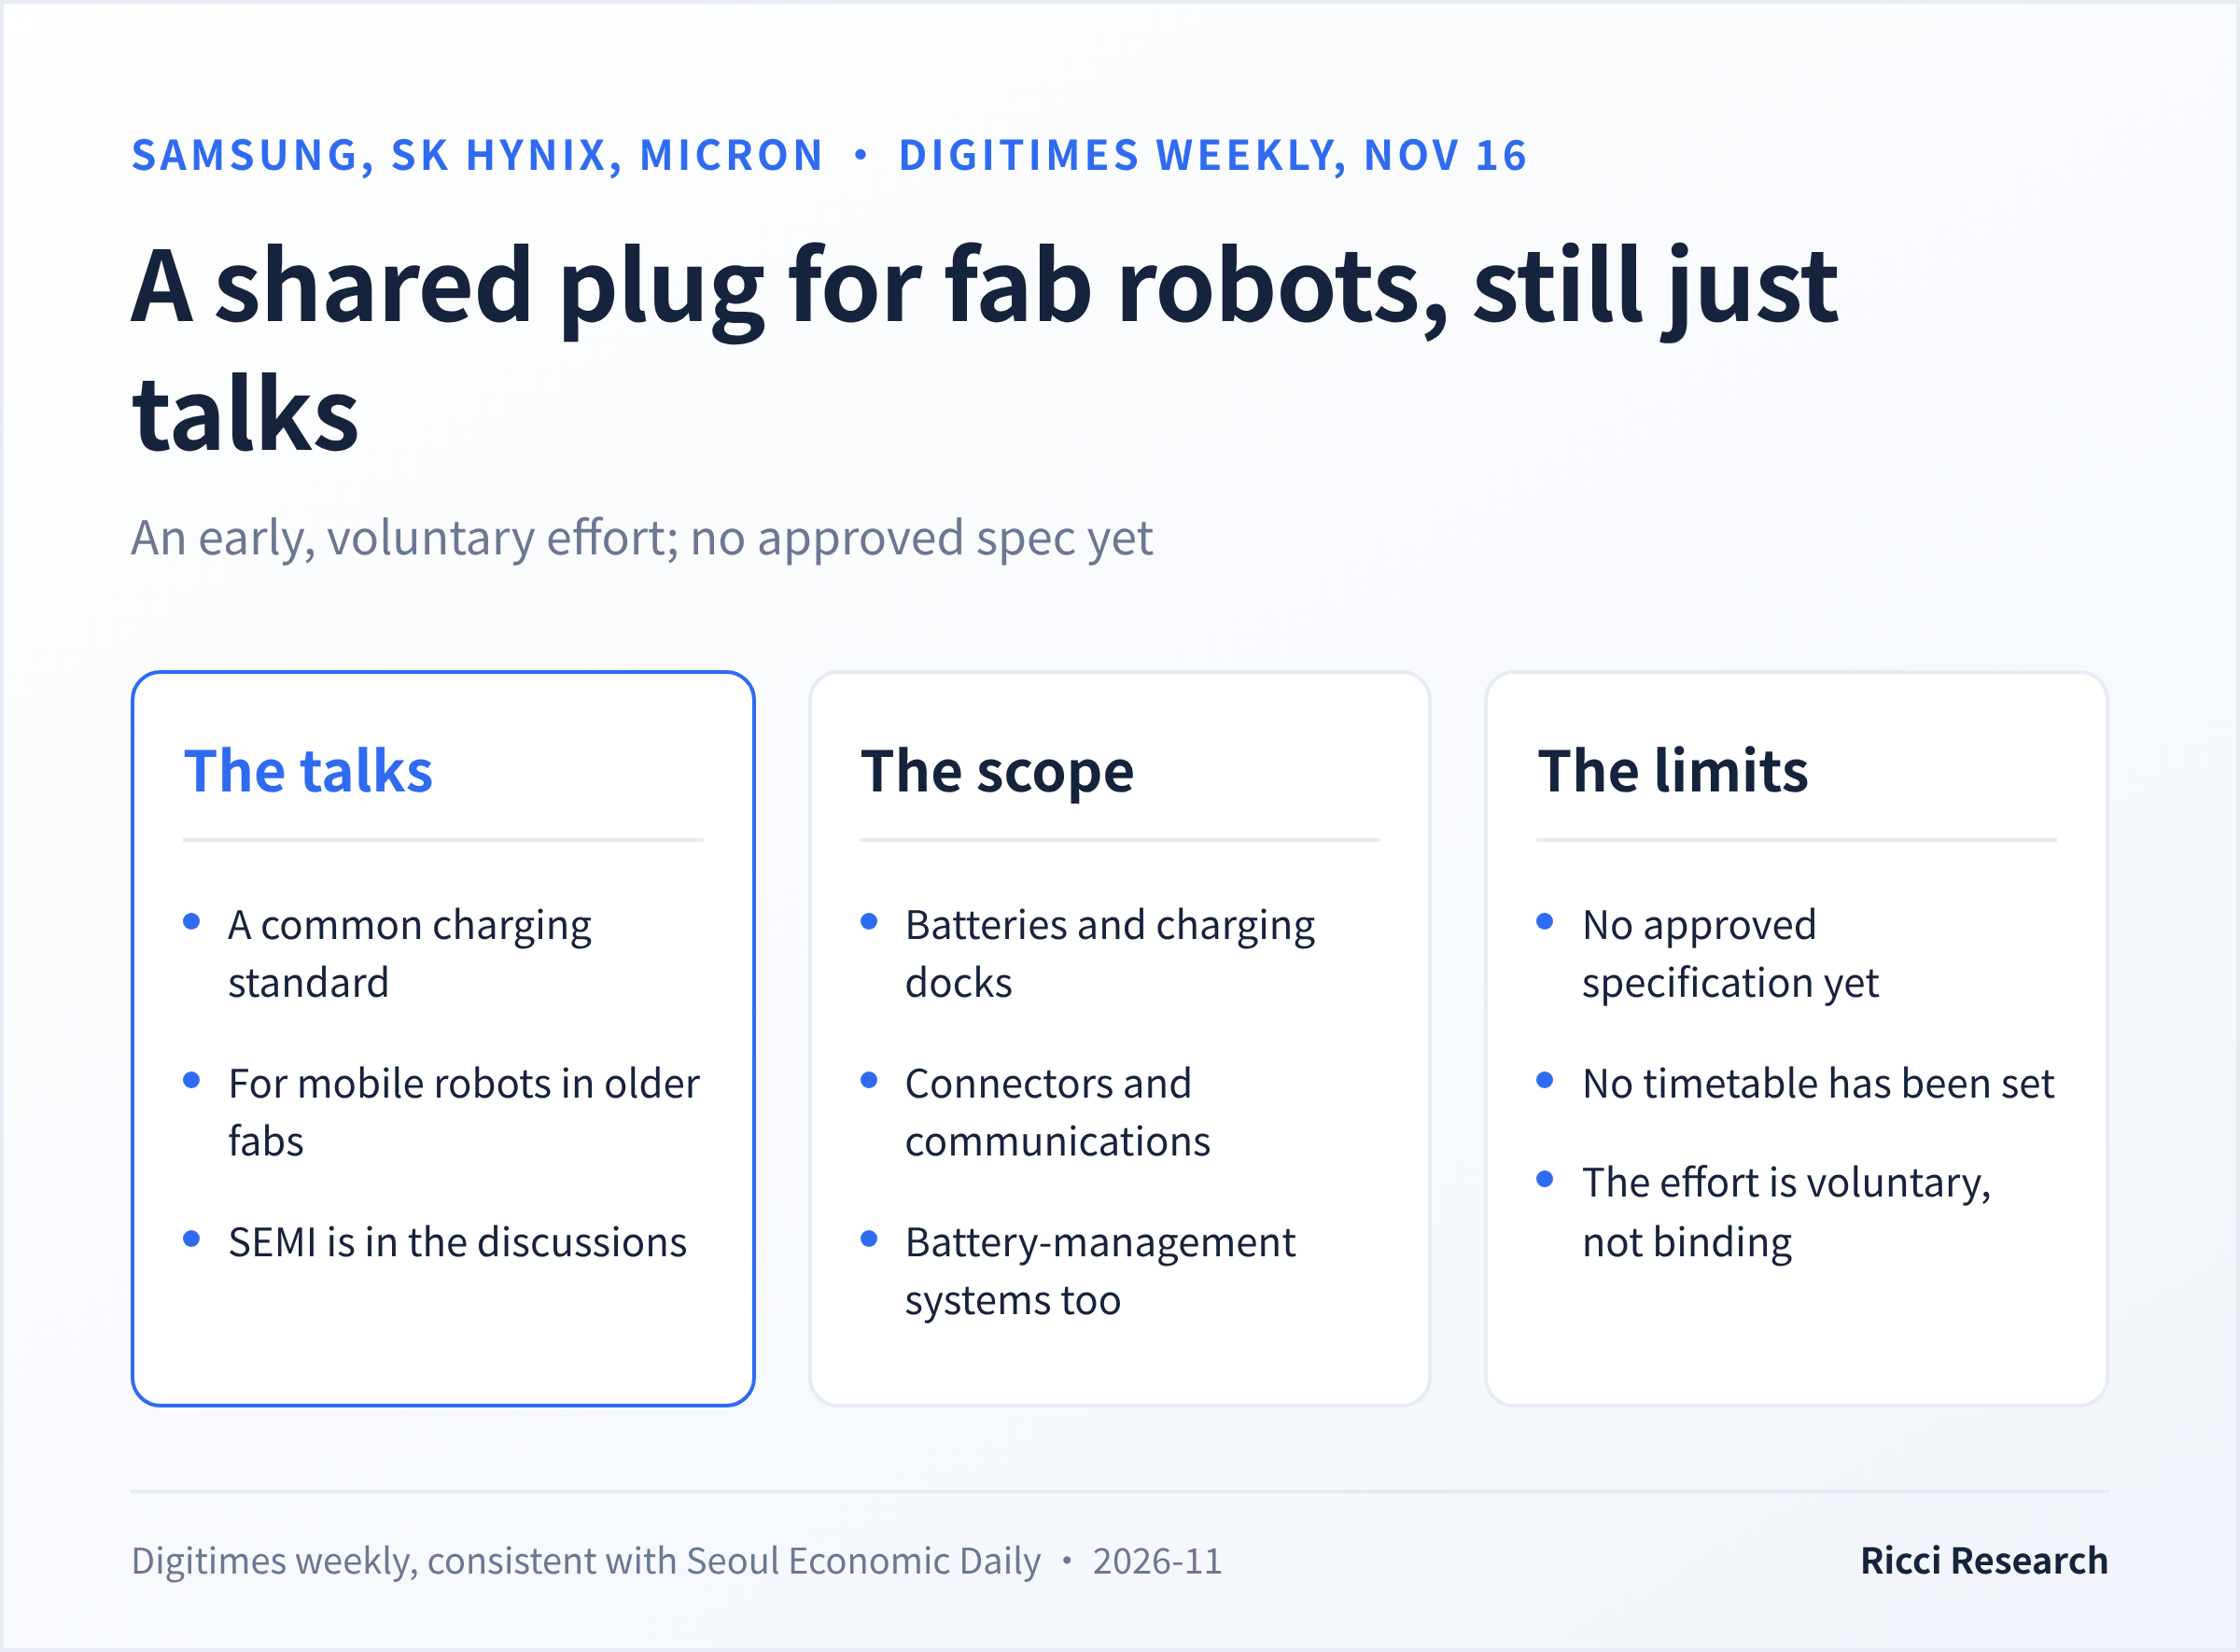 SAMSUNG, SK HYNIX, MICRON • DIGITIMES WEEKLY, NOV 16
A shared plug for fab robots, still just
talks
An early, voluntary effort; no approved spec yet
The talks
A common charging
standard
For mobile robots in older
fabs
SEMI is in the discussions
The scope
Batteries and charging
docks
Connectors and
communications
Battery-management
systems too
The limits
No approved
specification yet
No timetable has been set
The effort is voluntary,
not binding
Digitimes weekly, consistent with Seoul Economic Daily • 2026-11
Ricci Research